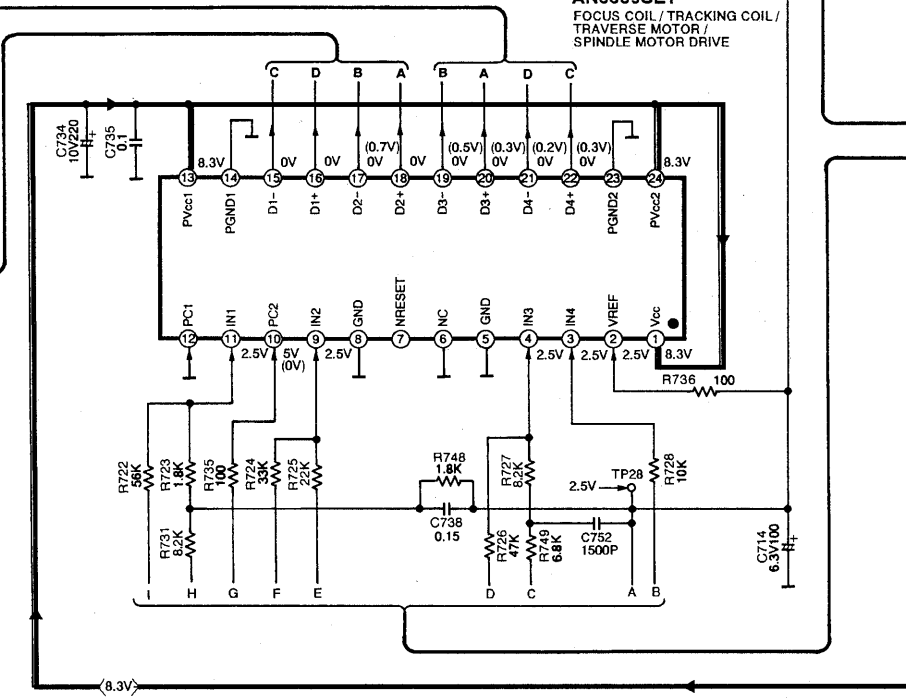 FOCUS COIL / TRACKING COIL /
TRAVERSE MOTOR /
SPINDLE MOTOR DRIVE
C D B A B A D C
C734
10V220
+
C735
0.1
8.3V 0V 0V (0.7V) 0V 0V (0.5V) 0V (0.3V) 0V (0.2V) 0V (0.3V) 0V 8.3V
13 14 15 16 17 18 19 20 21 22 23 24
PVcc1 PGND1 D1- D1+ D2- D2+ D3- D3+ D4- D4+ PGND2 PVcc2
PC1 IN1 PC2 IN2 GND NRESET NC GND IN3 IN4 VREF Vcc
12 11 10 9 8 7 6 5 4 3 2 1
2.5V 5V (0V) 2.5V 2.5V 2.5V 2.5V 8.3V
R736 100
R722
56K
R723
1.8K
R735
100
R724
33K
R725
22K
R748
1.8K
R727
8.2K
TP28
2.5V
R728
10K
C738
0.15
R731
8.2K
R726
47K
R749
6.8K
C752
1500P
C714
6.3V100
+
I H G F E D C A B
8.3V